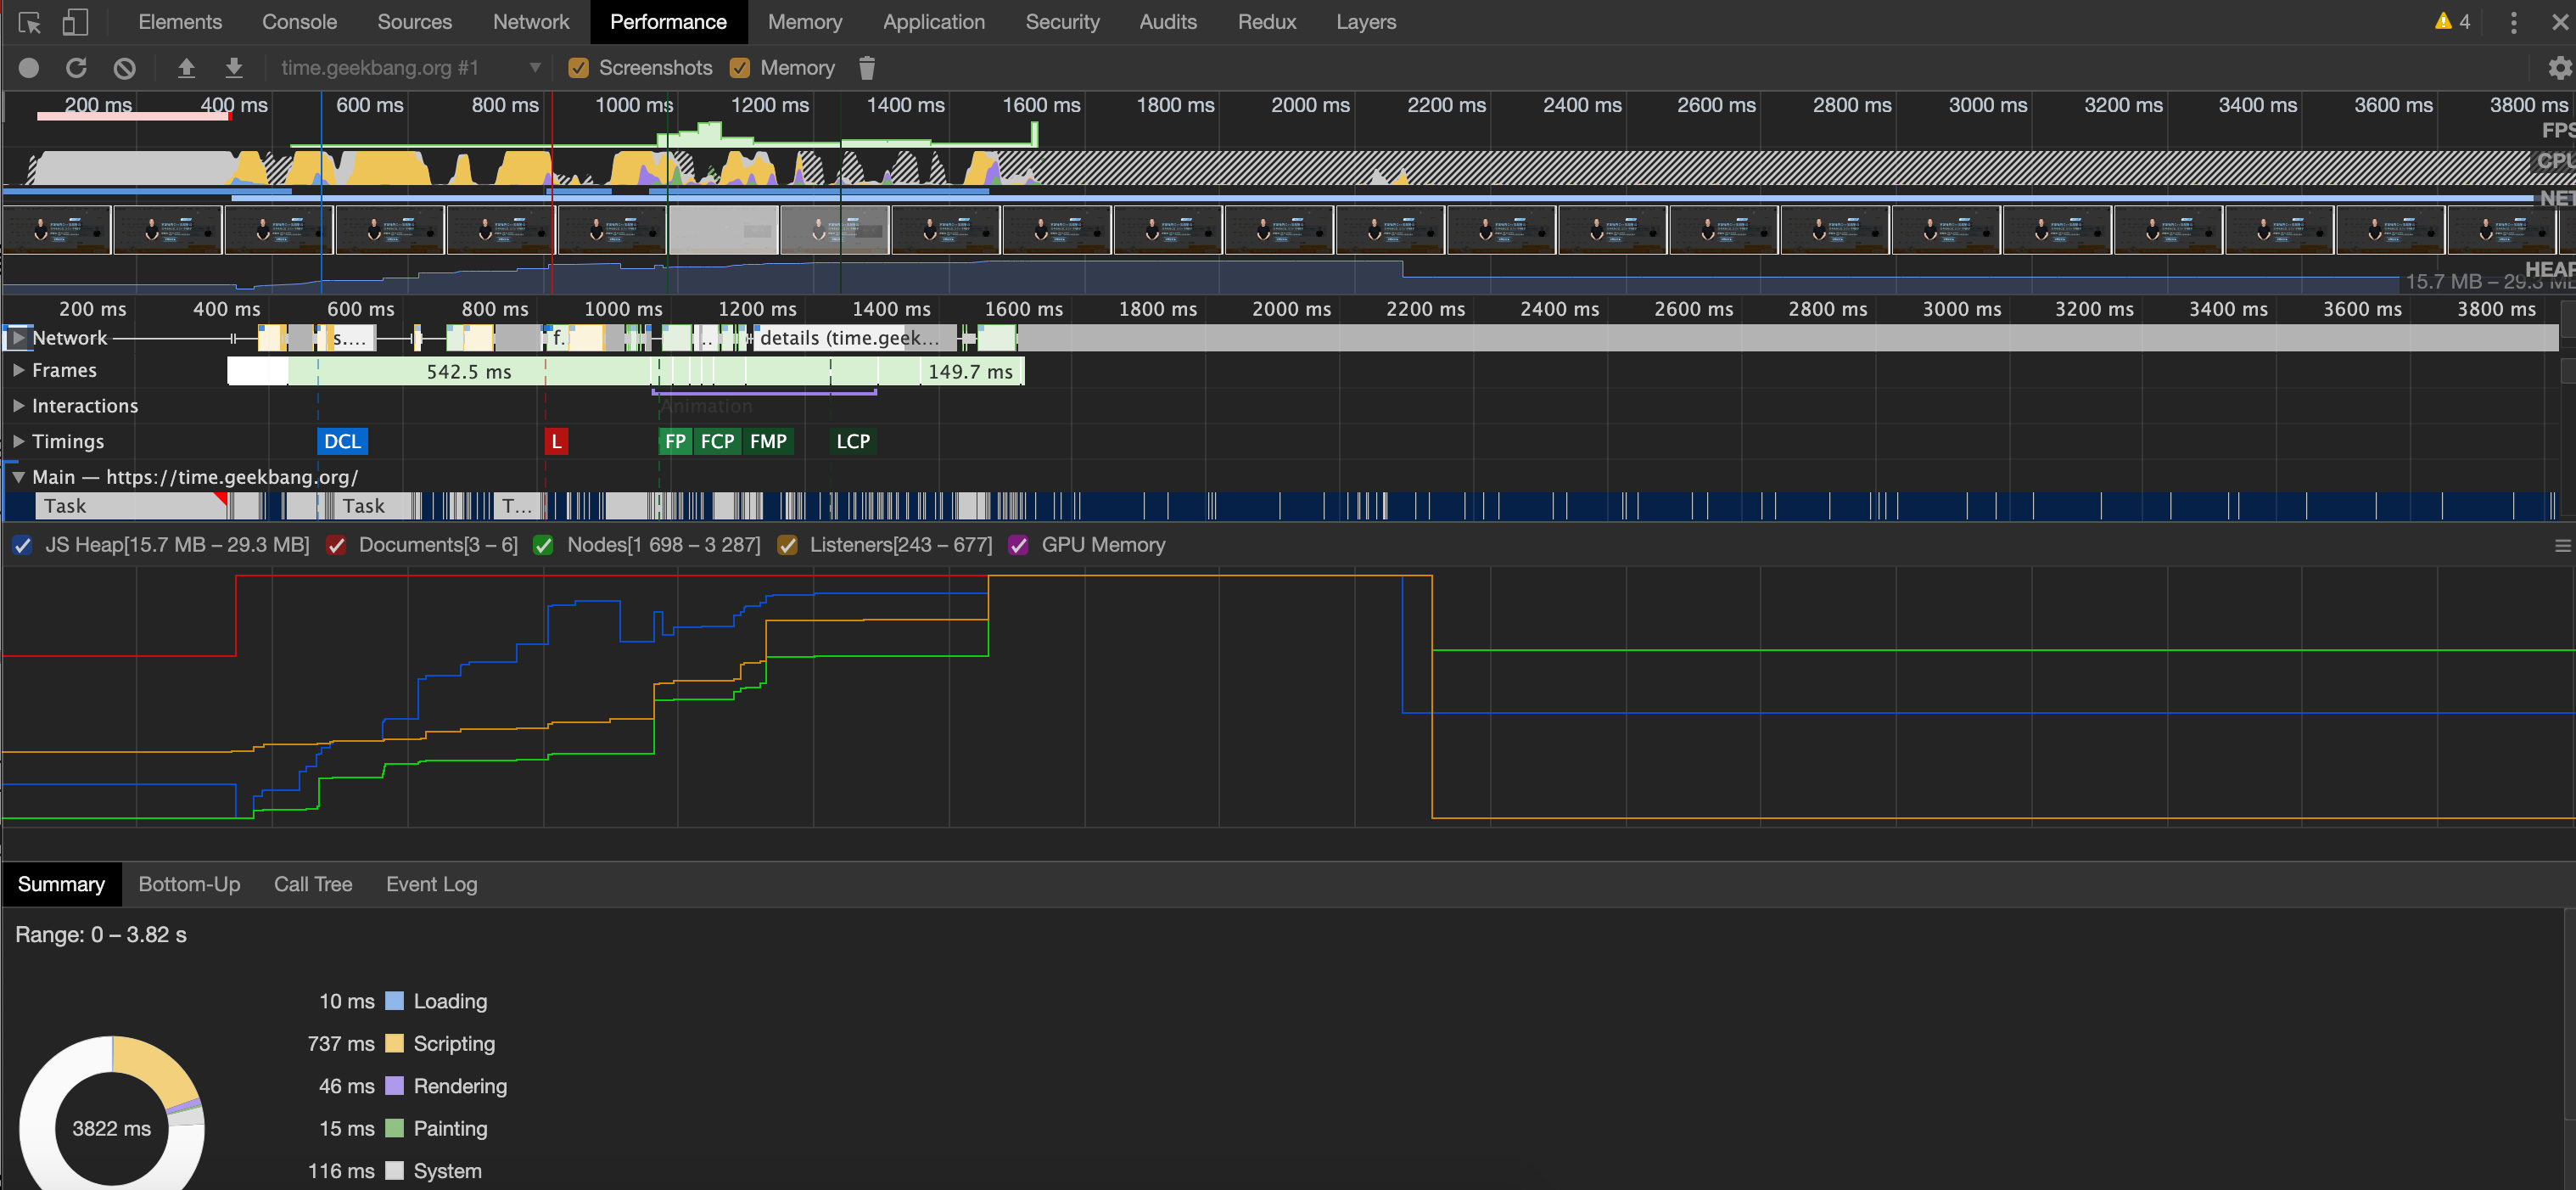 Elements Console Sources Network Performance Memory Application Security Audits Redux Layers 4
time.geekbang.org #1 Screenshots Memory
200 ms 400 ms 600 ms 800 ms 1000 ms 1200 ms 1400 ms 1600 ms 1800 ms 2000 ms 2200 ms 2400 ms 2600 ms 2800 ms 3000 ms 3200 ms 3400 ms 3600 ms 3800 ms
FPS
CPU
NET
HEAP
15.7 MB – 29.3 MB
200 ms 400 ms 600 ms 800 ms 1000 ms 1200 ms 1400 ms 1600 ms 1800 ms 2000 ms 2200 ms 2400 ms 2600 ms 2800 ms 3000 ms 3200 ms 3400 ms 3600 ms 3800 ms
Network s.... f. .. details (time.geek...
Frames 542.5 ms 149.7 ms
Interactions Animation
Timings DCL L FP FCP FMP LCP
Main — https://time.geekbang.org/
Task Task T...
JS Heap[15.7 MB – 29.3 MB] Documents[3 – 6] Nodes[1 698 – 3 287] Listeners[243 – 677] GPU Memory
Summary Bottom-Up Call Tree Event Log
Range: 0 – 3.82 s
10 ms Loading
737 ms Scripting
46 ms Rendering
3822 ms
15 ms Painting
116 ms System